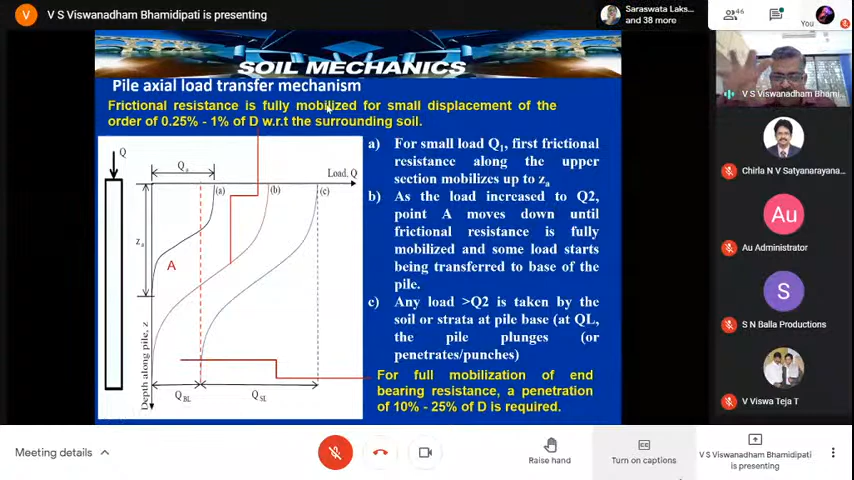 V
V S Viswanadham Bhamidipati is presenting
Saraswata Laks...
and 38 more
46
You
SOIL MECHANICS
Pile axial load transfer mechanism
Frictional resistance is fully mobilized for small displacement of the
order of 0.25% - 1% of D w.r.t the surrounding soil.
Q
Qa
Load, Q
(a)
(b)
(c)
za
A
Depth along pile, z
QBL
QSL
a) For small load Q1, first frictional
resistance along the upper
section mobilizes up to za
b) As the load increased to Q2,
point A moves down until
frictional resistance is fully
mobilized and some load starts
being transferred to base of the
pile.
c) Any load >Q2 is taken by the
soil or strata at pile base (at QL,
the pile plunges (or
penetrates/punches)
For full mobilization of end
bearing resistance, a penetration
of 10% - 25% of D is required.
V S Viswanadham Bhami...
Chirla N V Satyanarayana...
Au
Au Administrator
S
S N Balla Productions
V Viswa Teja T
Meeting details
Raise hand
CC
Turn on captions
V S Viswanadham Bhamidipati
is presenting